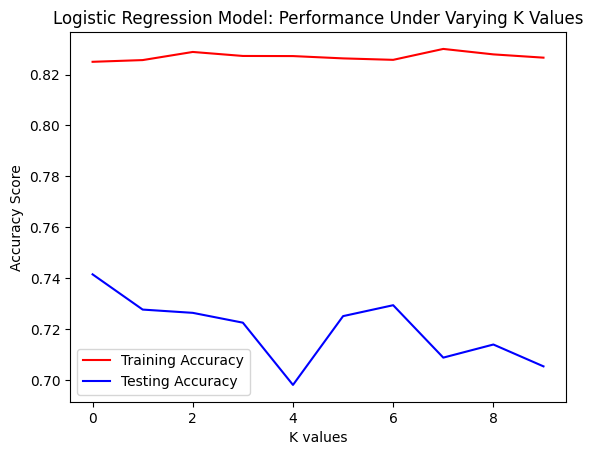 Logistic Regression Model: Performance Under Varying K Values
Accuracy Score
0.82
0.80
0.78
0.76
0.74
0.72
0.70
Training Accuracy
Testing Accuracy
0 2 4 6 8
K values